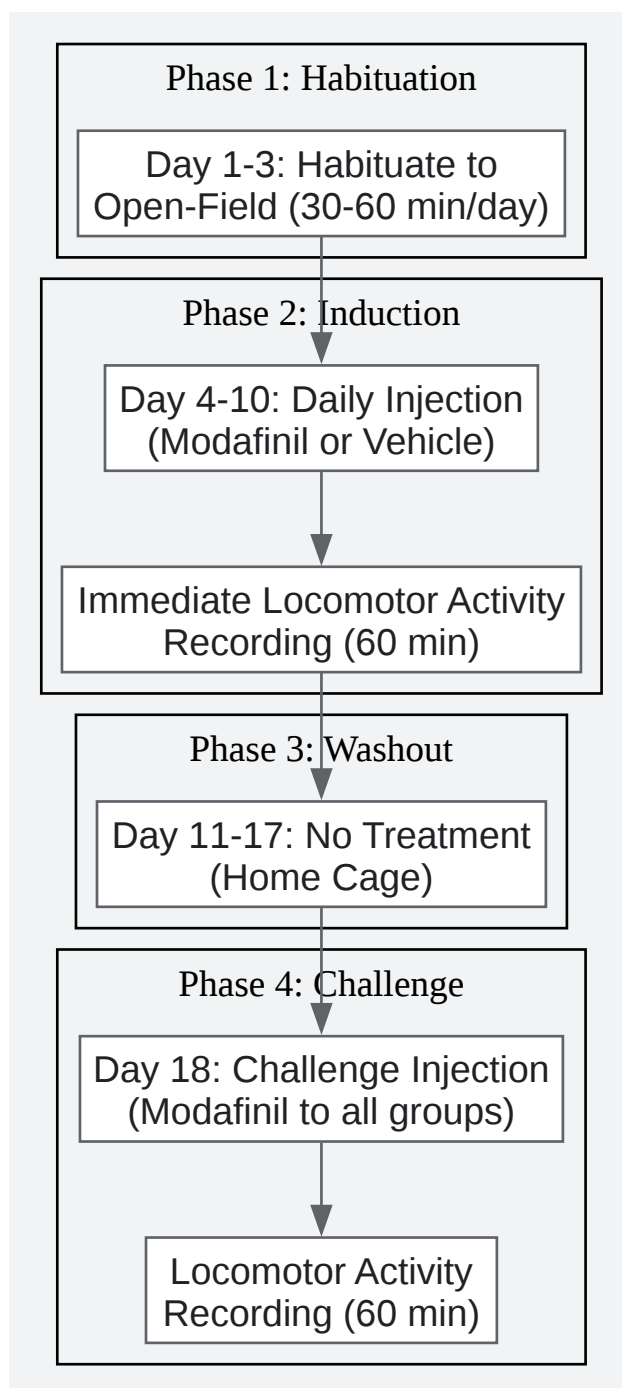 Phase 1: Habituation
Day 1-3: Habituate to
Open-Field (30-60 min/day)
Phase 2: Induction
Day 4-10: Daily Injection
(Modafinil or Vehicle)
Immediate Locomotor Activity
Recording (60 min)
Phase 3: Washout
Day 11-17: No Treatment
(Home Cage)
Phase 4: Challenge
Day 18: Challenge Injection
(Modafinil to all groups)
Locomotor Activity
Recording (60 min)